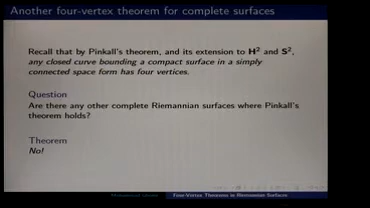 Another four-vertex theorem for complete surfaces
Recall that by Pinkall's theorem, and its extension to H² and S²,
any closed curve bounding a compact surface in a simply
connected space form has four vertices.
Question
Are there any other complete Riemannian surfaces where Pinkall's
theorem holds?
Theorem
No!
Four-Vertex Theorems in Riemannian Surfaces